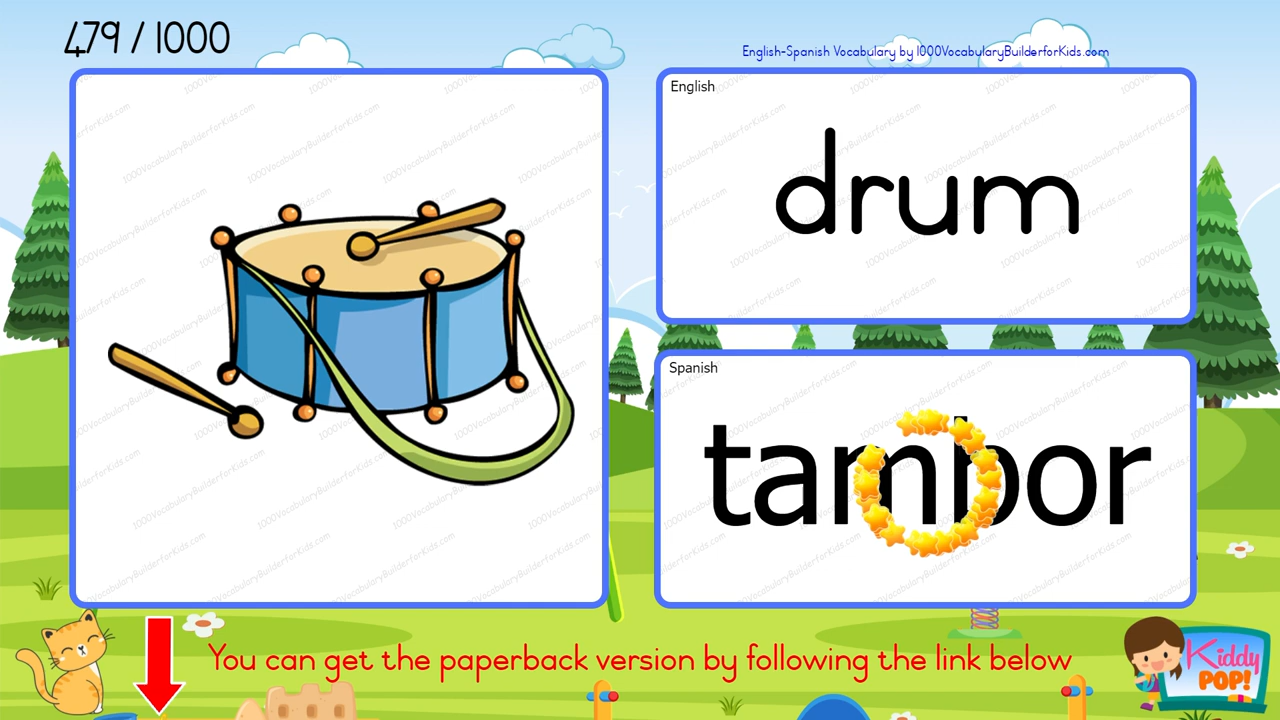 479 / 1000
English-Spanish Vocabulary by 1000VocabularyBuilderforKids.com
English
drum
Spanish
tambor
You can get the paperback version by following the link below
Kiddy
POP!